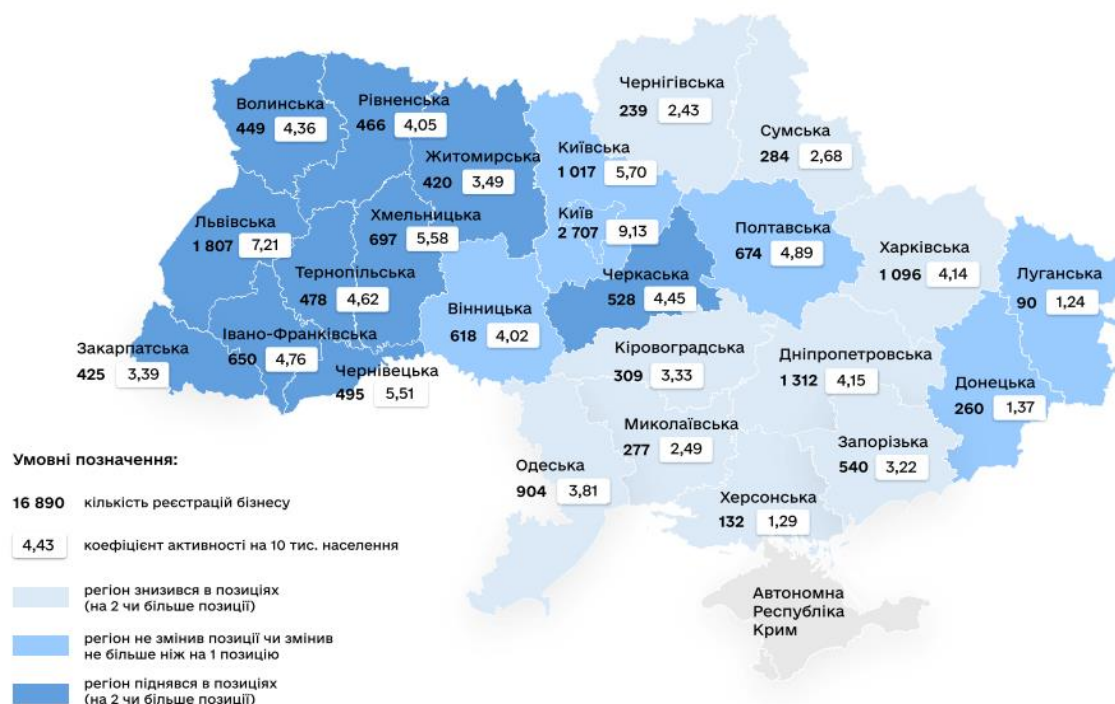 Чернігівська
239 2,43
Волинська
449 4,36
Рівненська
466 4,05
Сумська
284 2,68
Житомирська
420 3,49
Київська
1 017 5,70
Львівська
1 807 7,21
Хмельницька
697 5,58
Київ
2 707 9,13
Полтавська
674 4,89
Харківська
1 096 4,14
Тернопільська
478 4,62
Черкаська
528 4,45
Луганська
90 1,24
Вінницька
618 4,02
Івано-Франківська
650 4,76
Закарпатська
425 3,39
Чернівецька
495 5,51
Кіровоградська
309 3,33
Дніпропетровська
1 312 4,15
Донецька
260 1,37
Миколаївська
277 2,49
Запорізька
540 3,22
Одеська
904 3,81
Херсонська
132 1,29
Автономна
Республіка
Крим
Умовні позначення:
16 890 кількість реєстрацій бізнесу
4,43 коефіцієнт активності на 10 тис. населення
регіон знизився в позиціях
(на 2 чи більше позиції)
регіон не змінив позиції чи змінив
не більше ніж на 1 позицію
регіон піднявся в позиціях
(на 2 чи більше позиції)